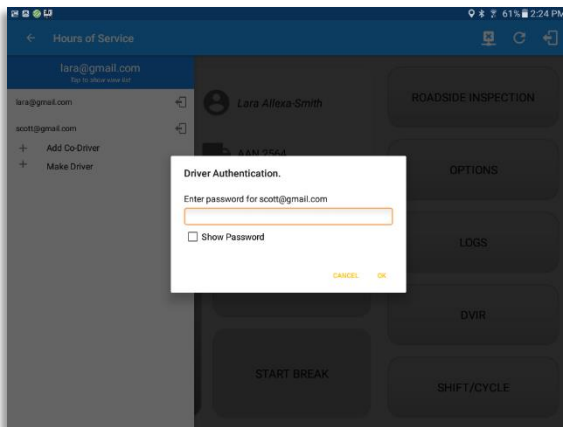 61% 2:24 PM
Hours of Service
lara@gmail.com
Tap to show view list
lara@gmail.com
scott@gmail.com
+ Add Co-Driver
+ Make Driver
Lara Allexa Smith
AAN 2564
ROADSIDE INSPECTION
OPTIONS
LOGS
DVIR
START BREAK
SHIFT/CYCLE
Driver Authentication.
Enter password for scott@gmail.com
Show Password
CANCEL OK